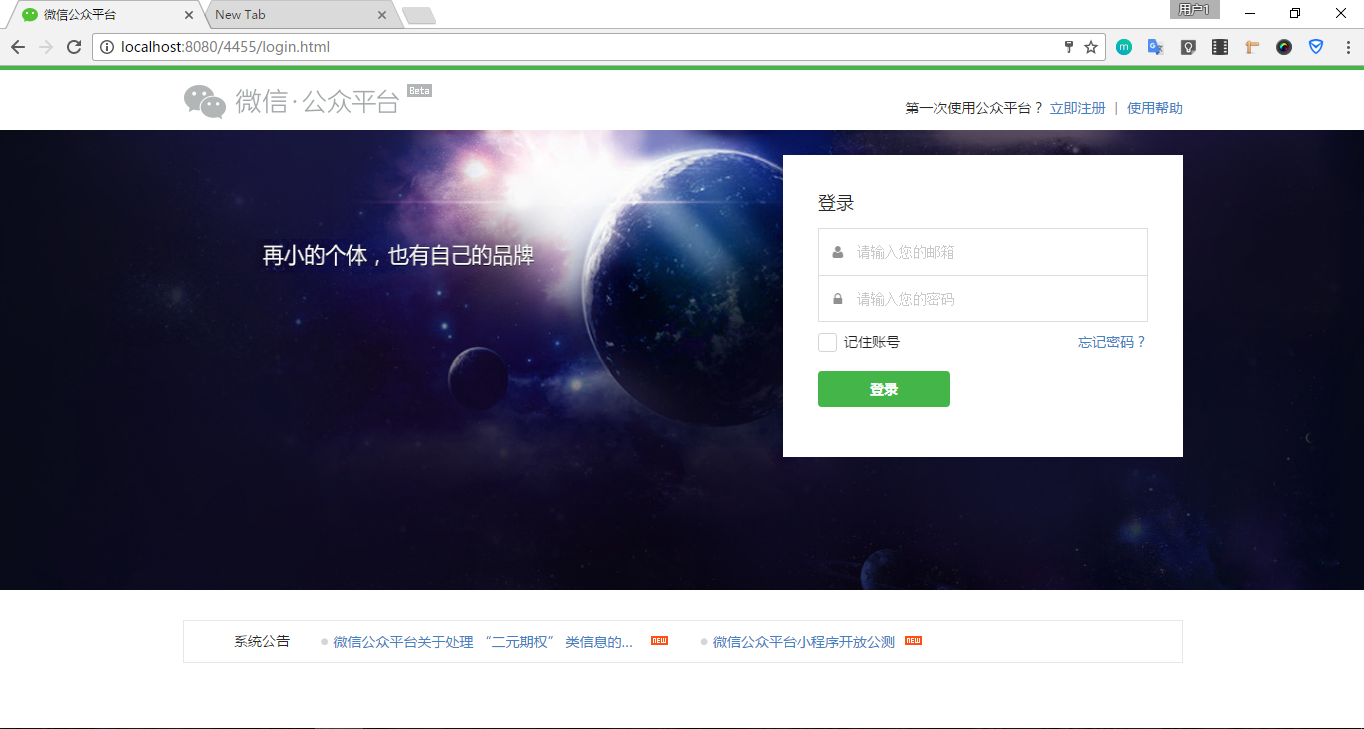 微信公众平台
New Tab
用户1
localhost:8080/4455/login.html
微信·公众平台 Beta
第一次使用公众平台？ 立即注册 | 使用帮助
登录
再小的个体，也有自己的品牌
请输入您的邮箱
请输入您的密码
记住账号 忘记密码？
登录
系统公告 微信公众平台关于处理 “二元期权” 类信息的... NEW 微信公众平台小程序开放公测 NEW